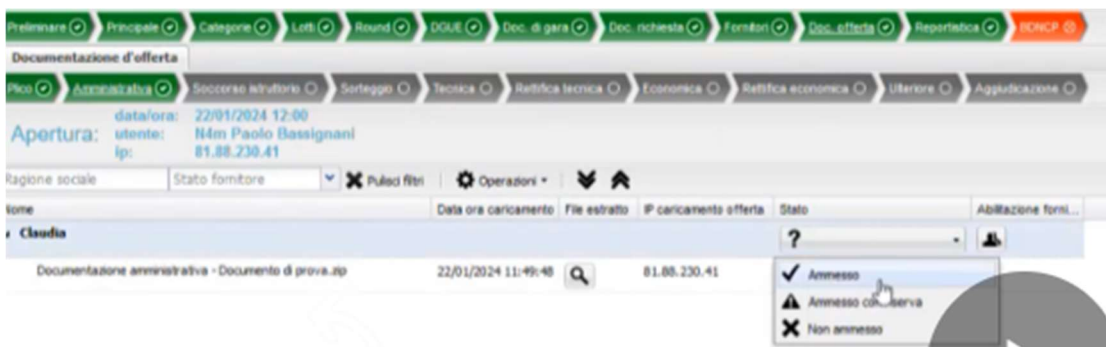 Preliminare Principale Categorie Lotti Round DGUE Doc. di gara Doc. richiesta Fornitori Doc. offerta Reportistica BDNCP
Documentazione d'offerta
Plico Amministrativa Soccorso istruttorio Sorteggio Tecnica Rettifica tecnica Economica Rettifica economica Ulteriore Aggiudicazione
data/ora: 22/01/2024 12:00
Apertura: utente: N4m Paolo Bassignani
ip: 81.88.230.41
Ragione sociale Stato fornitore Pulisci filtri Operazioni
Nome Data ora caricamento File estratto IP caricamento offerta Stato Abilitazione forni...
Claudia ?
Documentazione amministrativa - Documento di prova.zip 22/01/2024 11:49:48 81.88.230.41 Ammesso
Ammesso con riserva
Non ammesso